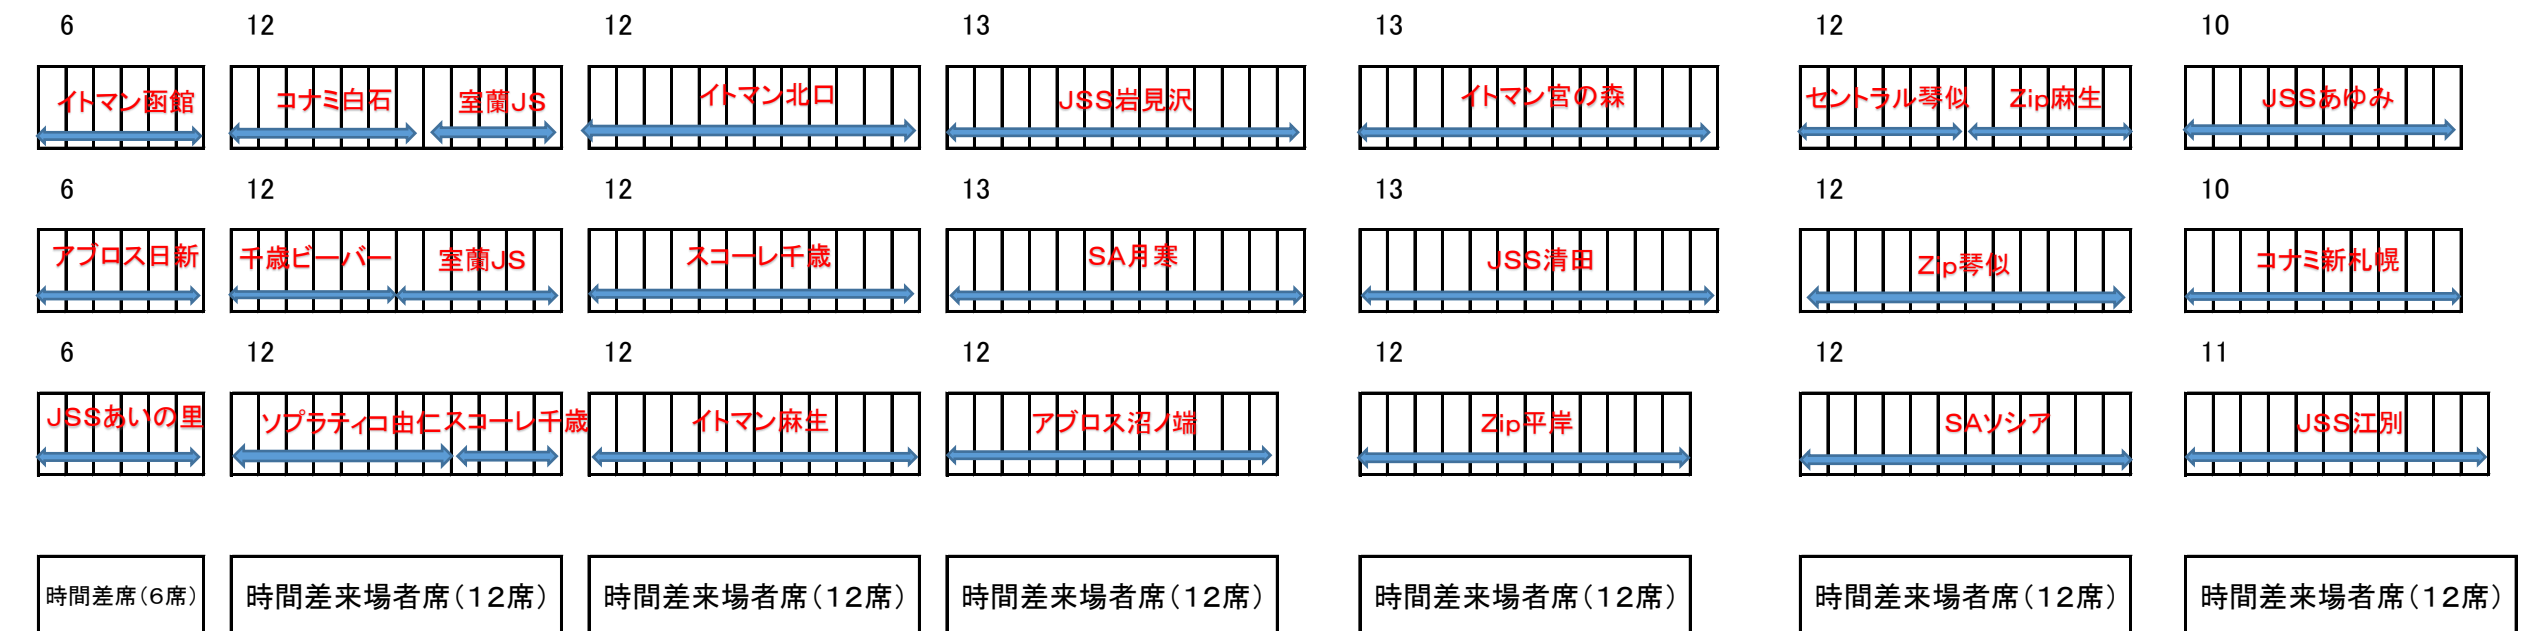 6 12 12 13 13 12 10
イトマン函館 コナミ白石 室蘭JS イトマン北口 JSS岩見沢 イトマン宮の森 セントラル琴似 Zip麻生 JSSあゆみ
6 12 12 13 13 12 10
アブロス日新 千歳ビーバー 室蘭JS スコーレ千歳 SA月寒 JSS清田 Zip琴似 コナミ新札幌
6 12 12 12 12 12 11
JSSあいの里 ソプラティコ由仁 スコーレ千歳 イトマン麻生 アブロス沼ノ端 Zip平岸 SAソシア JSS江別
時間差席(6席) 時間差来場者席(12席) 時間差来場者席(12席) 時間差来場者席(12席) 時間差来場者席(12席) 時間差来場者席(12席) 時間差来場者席(12席)